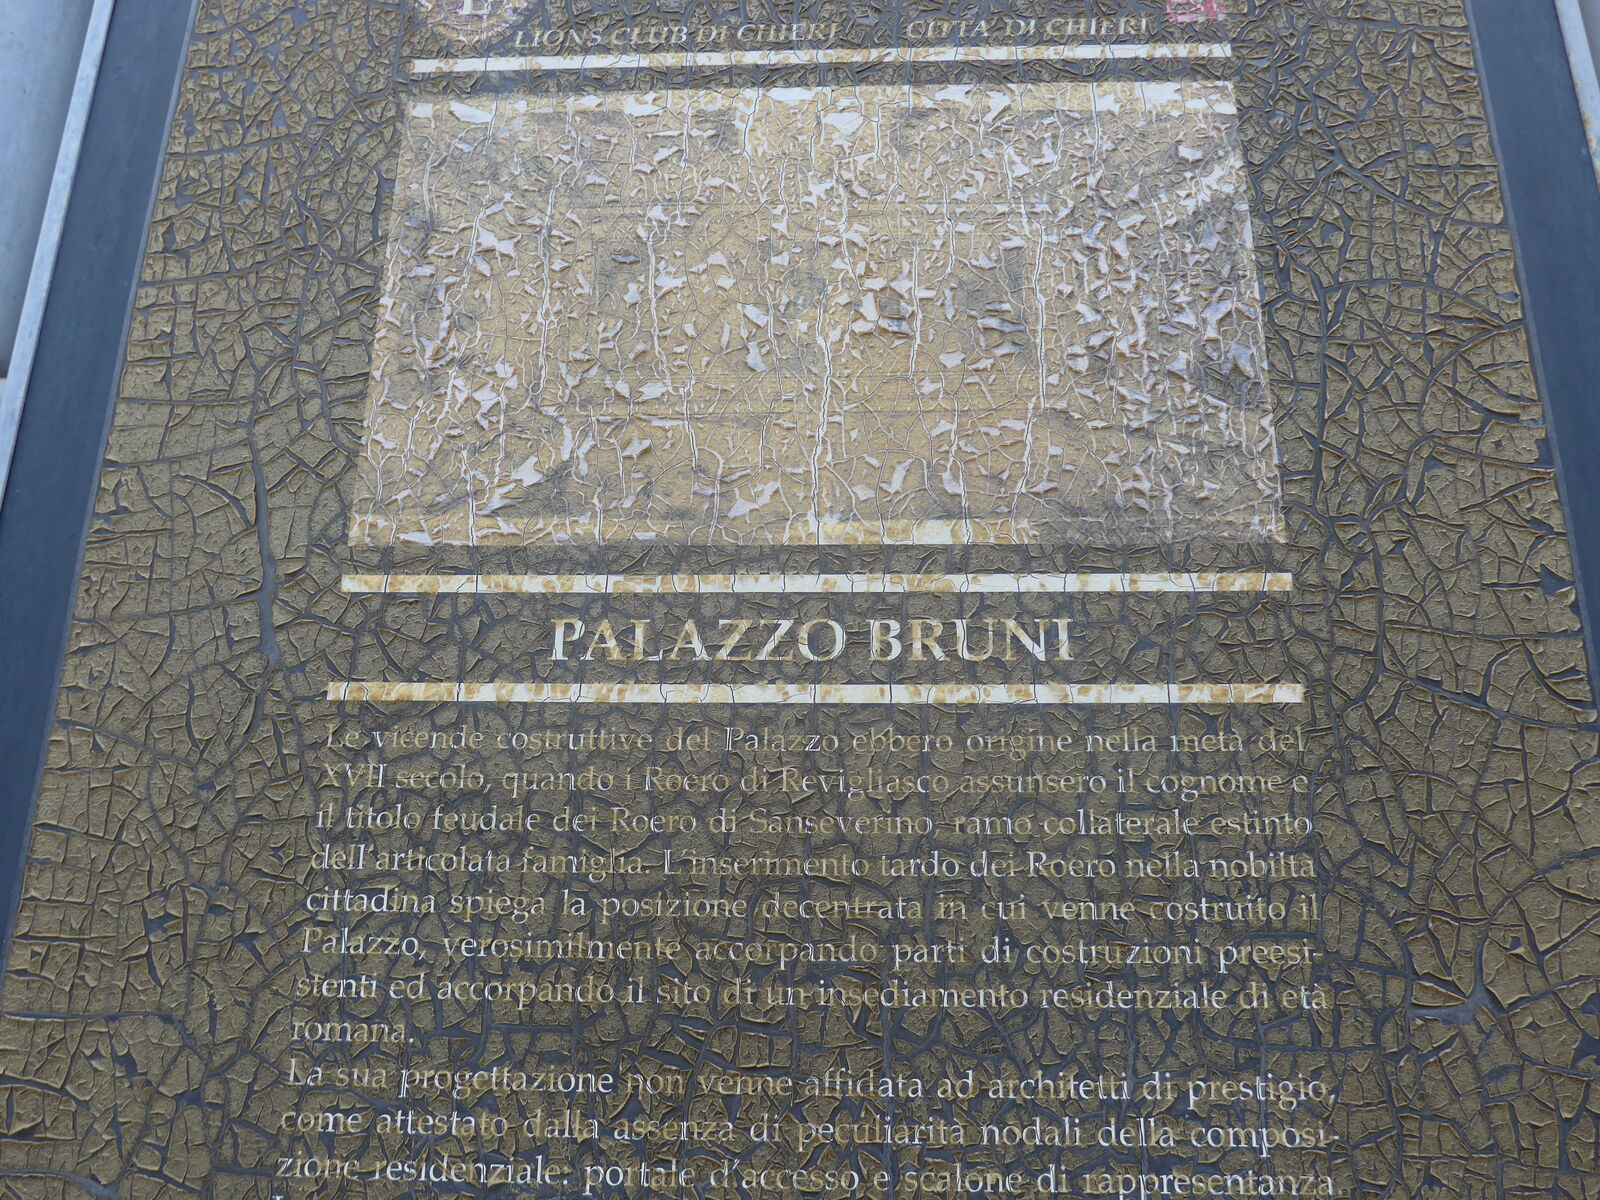 LIONS CLUB DI CHIERI CITTÀ DI CHIERI
PALAZZO BRUNI
Le vicende costruttive del Palazzo ebbero origine nella metà del
XVII secolo, quando i Roero di Revigliasco assunsero il cognome e
il titolo feudale dei Roero di Sanseverino, ramo collaterale estinto
dell'articolata famiglia. L'inserimento tardo dei Roero nella nobiltà
cittadina spiega la posizione decentrata in cui venne costruito il
Palazzo, verosimilmente accorpando parti di costruzioni preesi-
stenti ed accorpando il sito di un insediamento residenziale di età
romana.
La sua progettazione non venne affidata ad architetti di prestigio,
come attestato dalla assenza di peculiarità nodali della composi-
zione residenziale: portale d'accesso e scalone di rappresentanza.